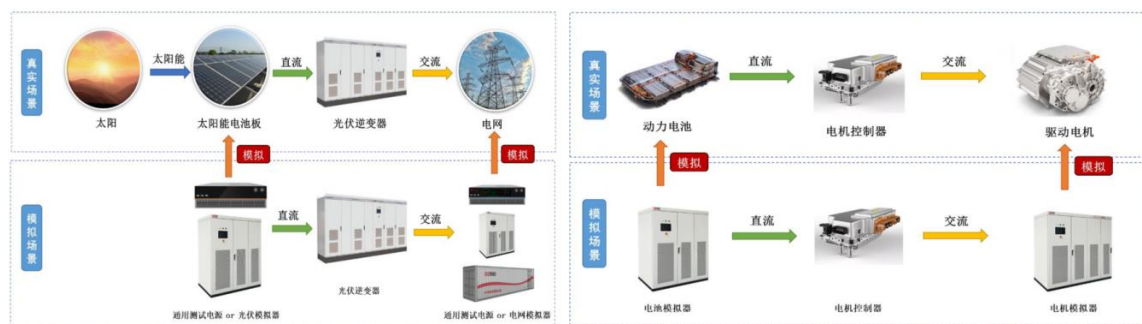 真实场景
太阳能
直流
交流
太阳
太阳能电池板
光伏逆变器
电网
模拟
模拟
模拟场景
直流
交流
光伏逆变器
通用测试电源 or 光伏模拟器
通用测试电源 or 电网模拟器
真实场景
直流
交流
动力电池
电机控制器
驱动电机
模拟
模拟
模拟场景
直流
交流
电池模拟器
电机控制器
电机模拟器